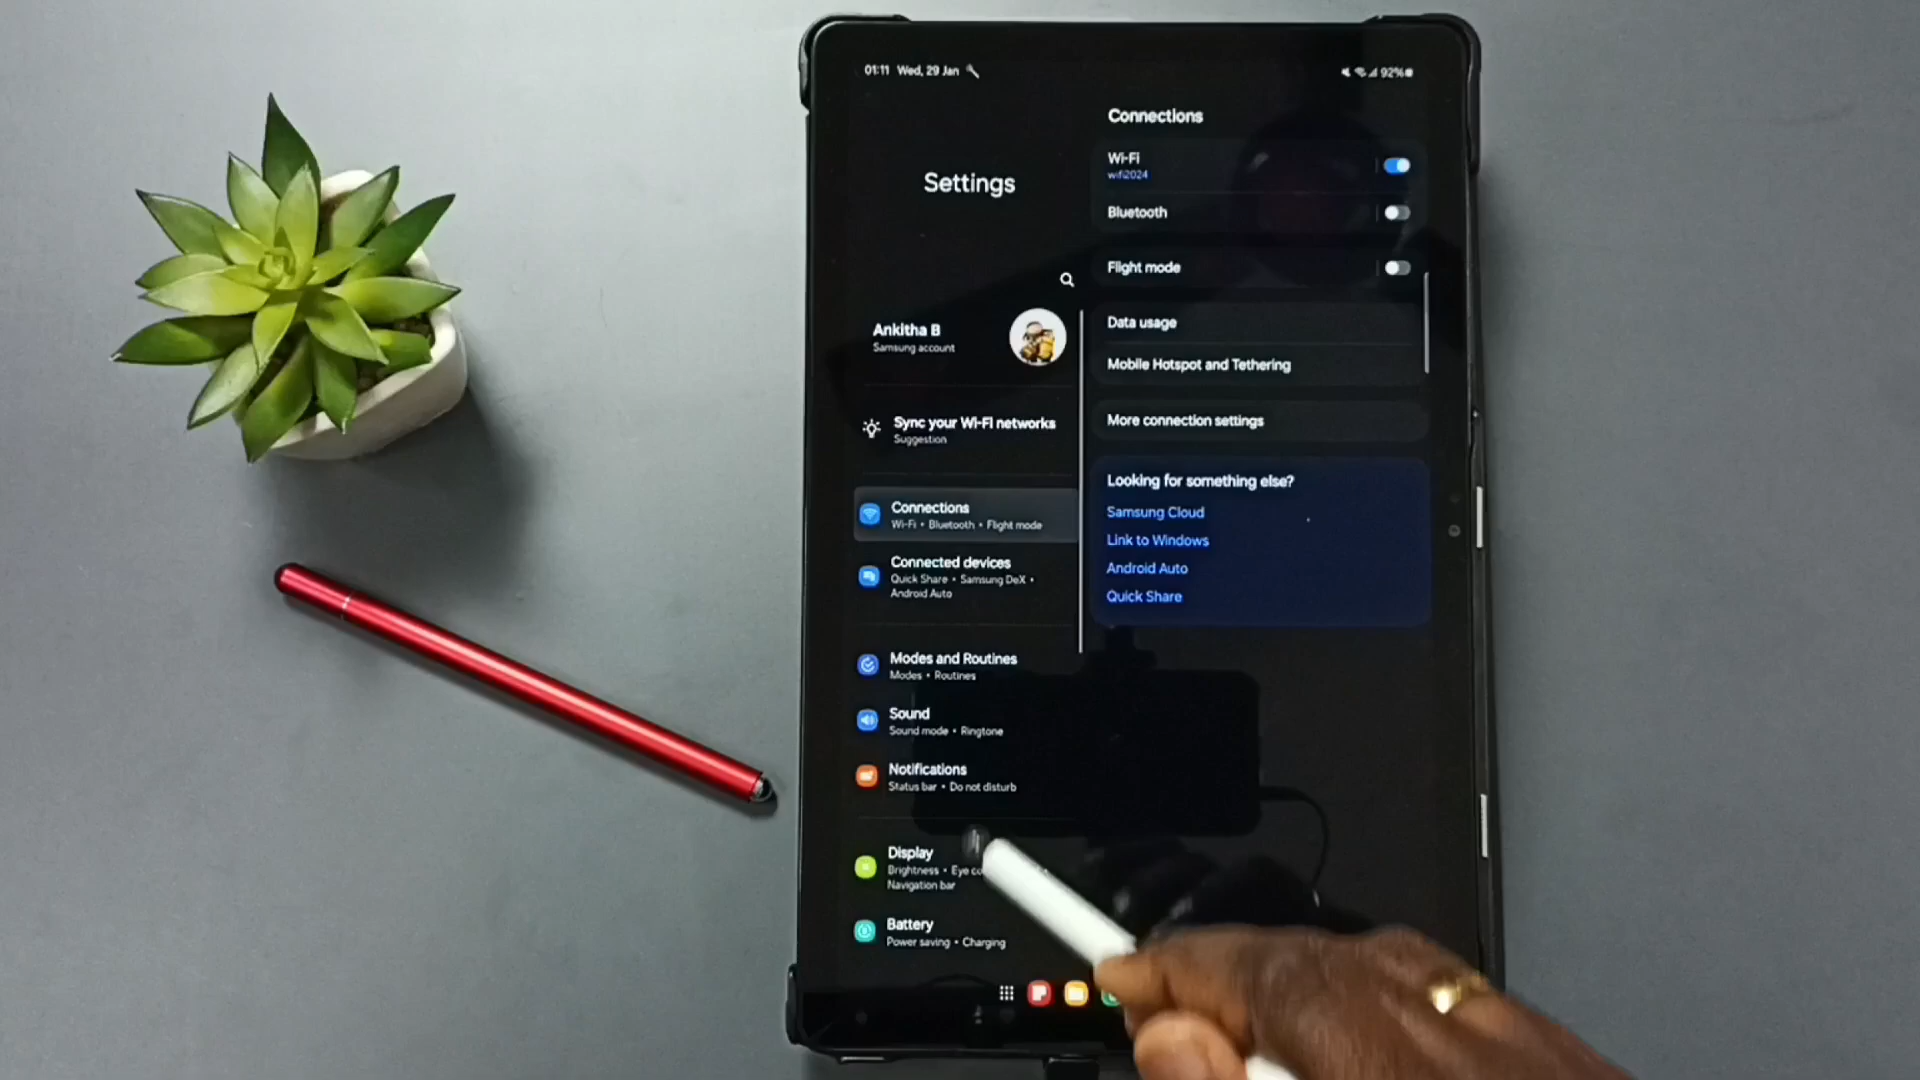 01:11 Wed, 29 Jan
92%
Settings
Ankitha B
Samsung account
Sync your Wi-Fi networks
Suggestion
Connections
Wi-Fi • Bluetooth • Flight mode
Connected devices
Quick Share • Samsung DeX •
Android Auto
Modes and Routines
Modes • Routines
Sound
Sound mode • Ringtone
Notifications
Status bar • Do not disturb
Display
Brightness • Eye
Navigation bar
Battery
Power saving • Charging
Connections
Wi-Fi
wifi2024
Bluetooth
Flight mode
Data usage
Mobile Hotspot and Tethering
More connection settings
Looking for something else?
Samsung Cloud
Link to Windows
Android Auto
Quick Share